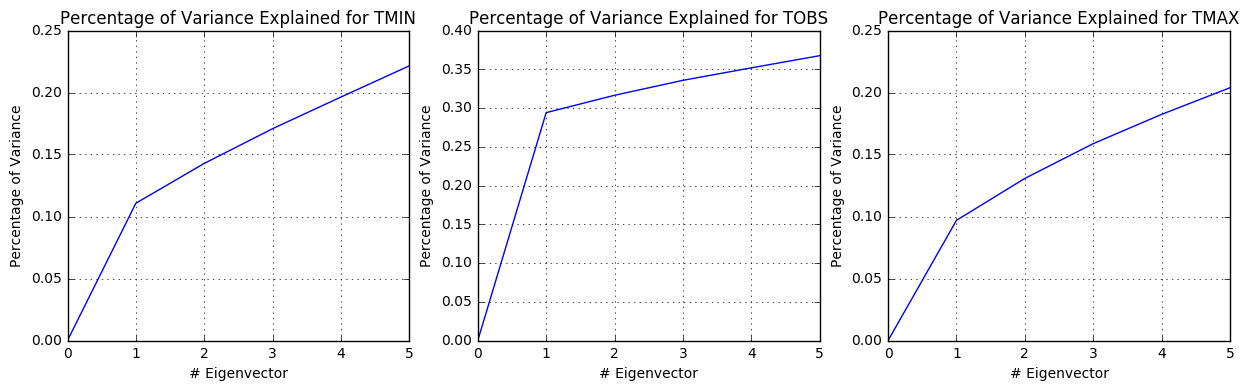 Percentage of Variance Explained for TMIN
0.25
0.20
0.15
0.10
0.05
0.00
Percentage of Variance
0 1 2 3 4 5
# Eigenvector
Percentage of Variance Explained for TOBS
0.40
0.35
0.30
0.25
0.20
0.15
0.10
0.05
0.00
Percentage of Variance
0 1 2 3 4 5
# Eigenvector
Percentage of Variance Explained for TMAX
0.25
0.20
0.15
0.10
0.05
0.00
Percentage of Variance
0 1 2 3 4 5
# Eigenvector